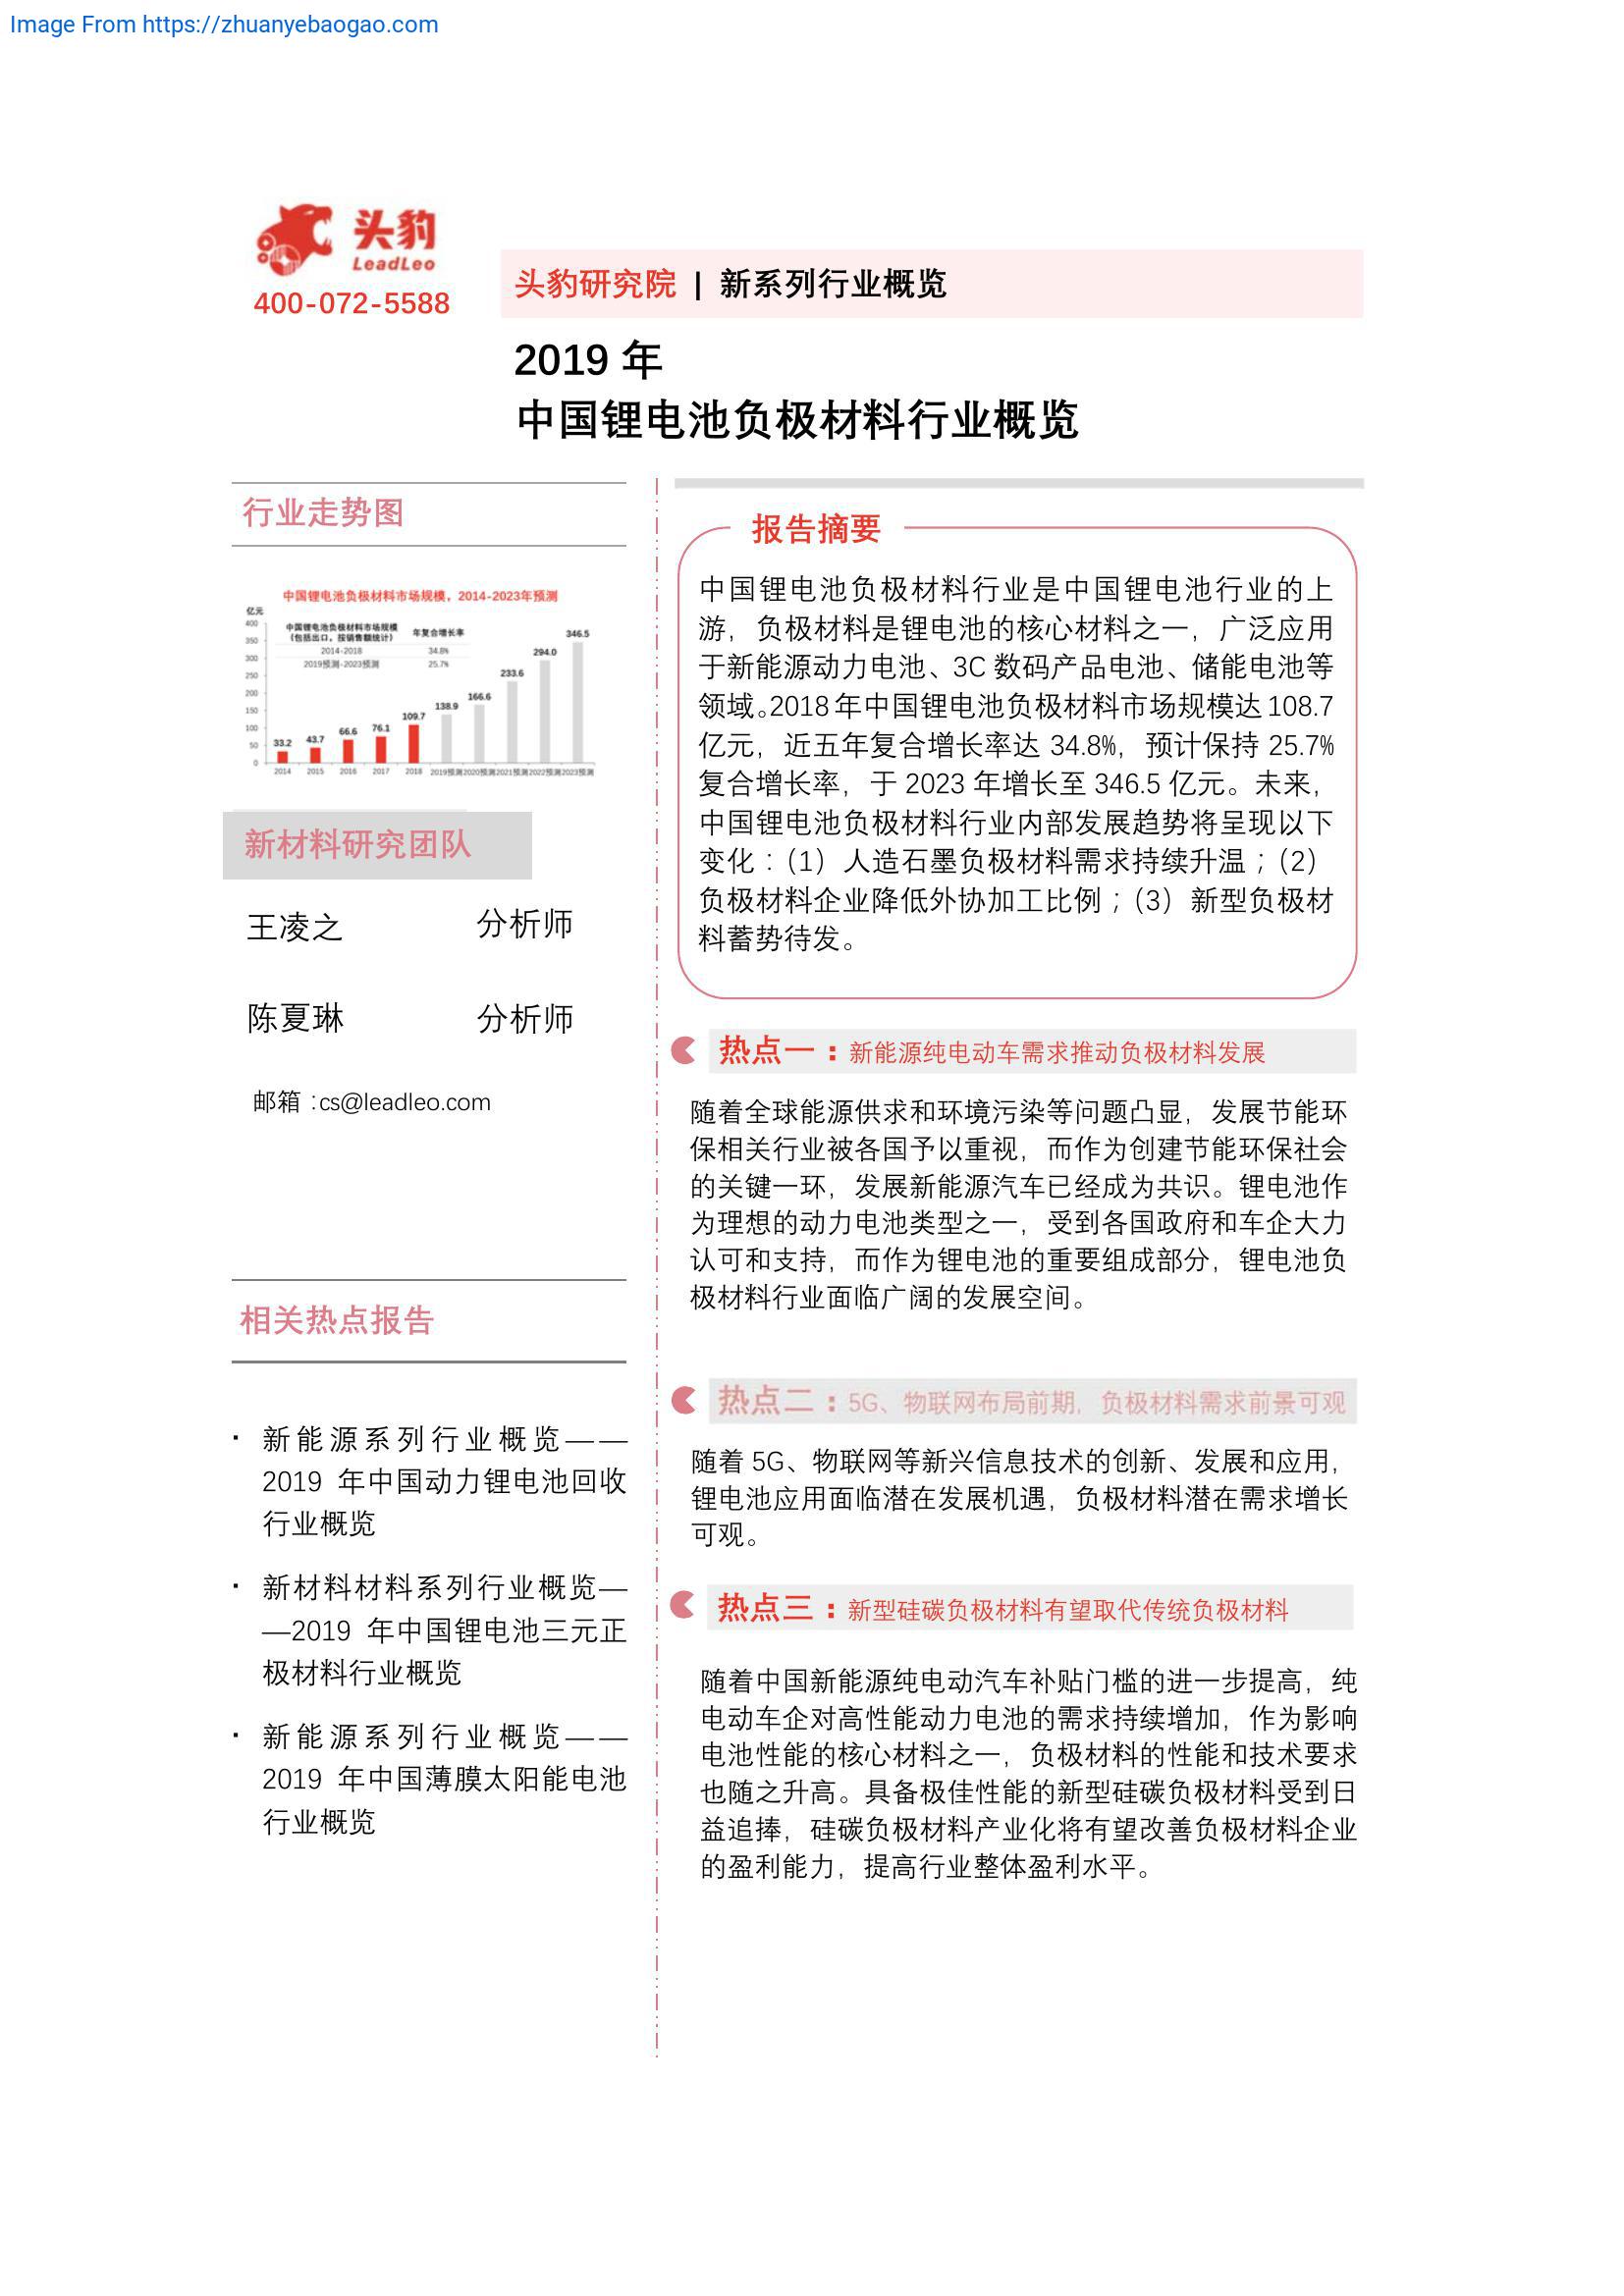 Image From https://zhuanyebaogao.com
头豹
LeadLeo
400-072-5588
头豹研究院 | 新系列行业概览
2019 年
中国锂电池负极材料行业概览
行业走势图
中国锂电池负极材料市场规模，2014-2023年预测
亿元
中国锂电池负极材料市场规模
（包括出口，按销售额统计）
年复合增长率
2014-2018 34.8%
2019预测-2023预测 25.7%
400
350
300
250
200
150
100
50
0
33.2 43.7 66.6 76.1 109.7 138.9 166.6 233.6 294.0 346.5
2014 2015 2016 2017 2018 2019预测 2020预测 2021预测 2022预测 2023预测
新材料研究团队
王凌之 分析师
陈夏琳 分析师
邮箱：cs@leadleo.com
相关热点报告
· 新能源系列行业概览——
2019 年中国动力锂电池回收
行业概览
· 新材料材料系列行业概览—
—2019 年中国锂电池三元正
极材料行业概览
· 新能源系列行业概览——
2019 年中国薄膜太阳能电池
行业概览
报告摘要
中国锂电池负极材料行业是中国锂电池行业的上
游，负极材料是锂电池的核心材料之一，广泛应用
于新能源动力电池、3C 数码产品电池、储能电池等
领域。2018 年中国锂电池负极材料市场规模达 108.7
亿元，近五年复合增长率达 34.8%，预计保持 25.7%
复合增长率，于 2023 年增长至 346.5 亿元。未来，
中国锂电池负极材料行业内部发展趋势将呈现以下
变化：（1）人造石墨负极材料需求持续升温；（2）
负极材料企业降低外协加工比例；（3）新型负极材
料蓄势待发。
热点一：新能源纯电动车需求推动负极材料发展
随着全球能源供求和环境污染等问题凸显，发展节能环
保相关行业被各国予以重视，而作为创建节能环保社会
的关键一环，发展新能源汽车已经成为共识。锂电池作
为理想的动力电池类型之一，受到各国政府和车企大力
认可和支持，而作为锂电池的重要组成部分，锂电池负
极材料行业面临广阔的发展空间。
热点二：5G、物联网布局前期，负极材料需求前景可观
随着 5G、物联网等新兴信息技术的创新、发展和应用，
锂电池应用面临潜在发展机遇，负极材料潜在需求增长
可观。
热点三：新型硅碳负极材料有望取代传统负极材料
随着中国新能源纯电动汽车补贴门槛的进一步提高，纯
电动车企对高性能动力电池的需求持续增加，作为影响
电池性能的核心材料之一，负极材料的性能和技术要求
也随之升高。具备极佳性能的新型硅碳负极材料受到日
益追捧，硅碳负极材料产业化将有望改善负极材料企业
的盈利能力，提高行业整体盈利水平。